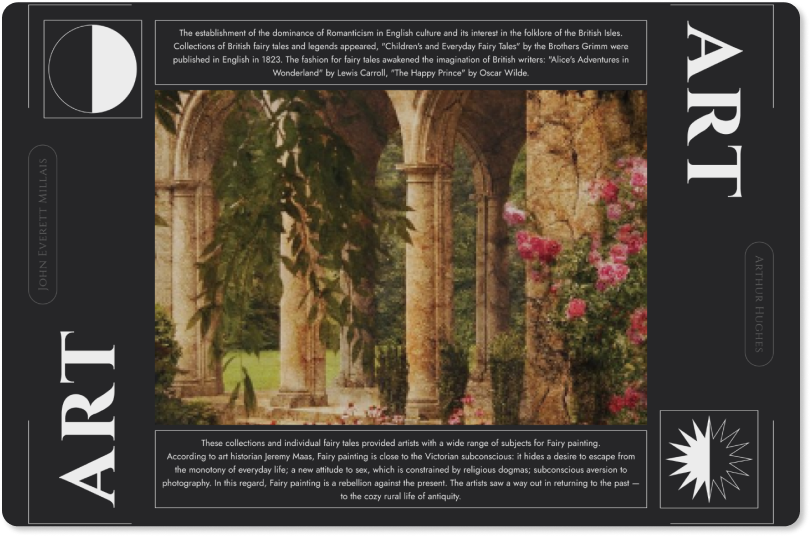 The establishment of the dominance of Romanticism in English culture and its interest in the folklore of the British Isles.
Collections of British fairy tales and legends appeared, "Children's and Everyday Fairy Tales" by the Brothers Grimm were
published in English in 1823. The fashion for fairy tales awakened the imagination of British writers: "Alice's Adventures in
Wonderland" by Lewis Carroll, "The Happy Prince" by Oscar Wilde.
ART
JOHN EVERETT MILLAIS
ARTHUR HUGHES
ART
These collections and individual fairy tales provided artists with a wide range of subjects for Fairy painting.
According to art historian Jeremy Maas, Fairy painting is close to the Victorian subconscious: it hides a desire to escape from
the monotony of everyday life; a new attitude to sex, which is constrained by religious dogmas; subconscious aversion to
photography. In this regard, Fairy painting is a rebellion against the present. The artists saw a way out in returning to the past —
to the cozy rural life of antiquity.